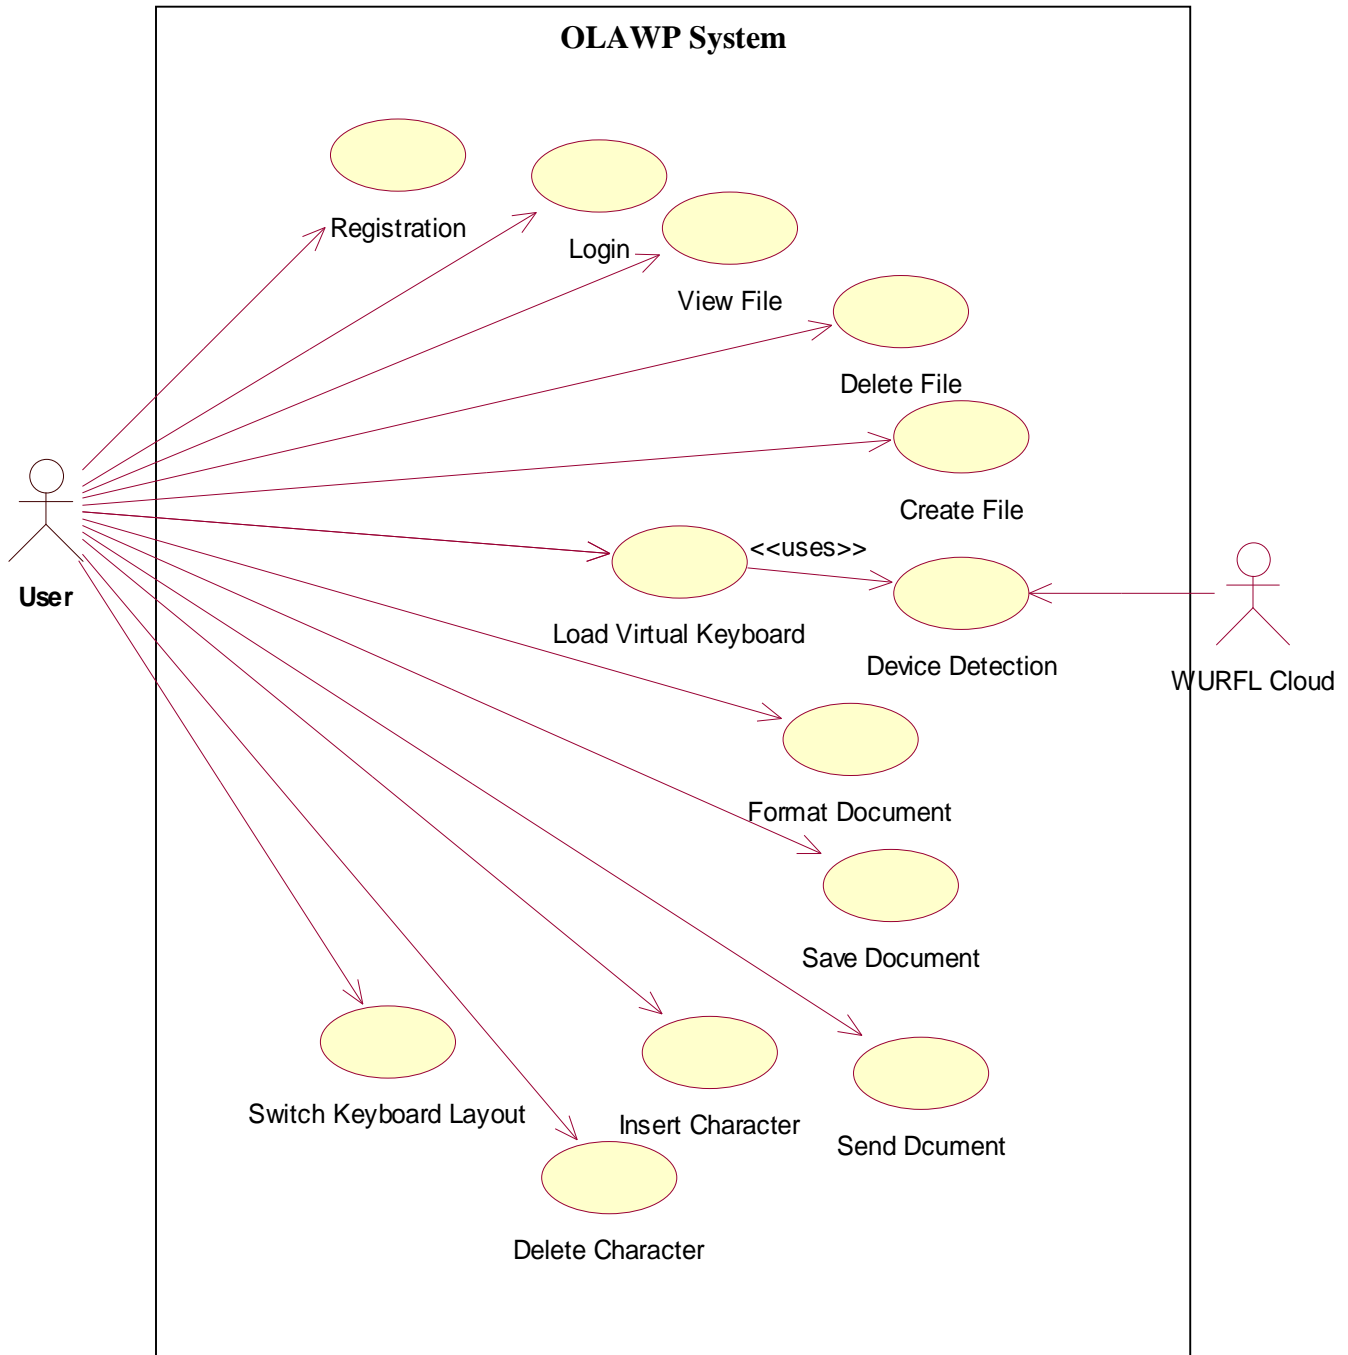 OLAWP System
Registration
Login
View File
Delete File
Create File
<<uses>>
User
Load Virtual Keyboard
Device Detection
WURFL Cloud
Format Document
Save Document
Switch Keyboard Layout
Insert Character
Send Dcument
Delete Character